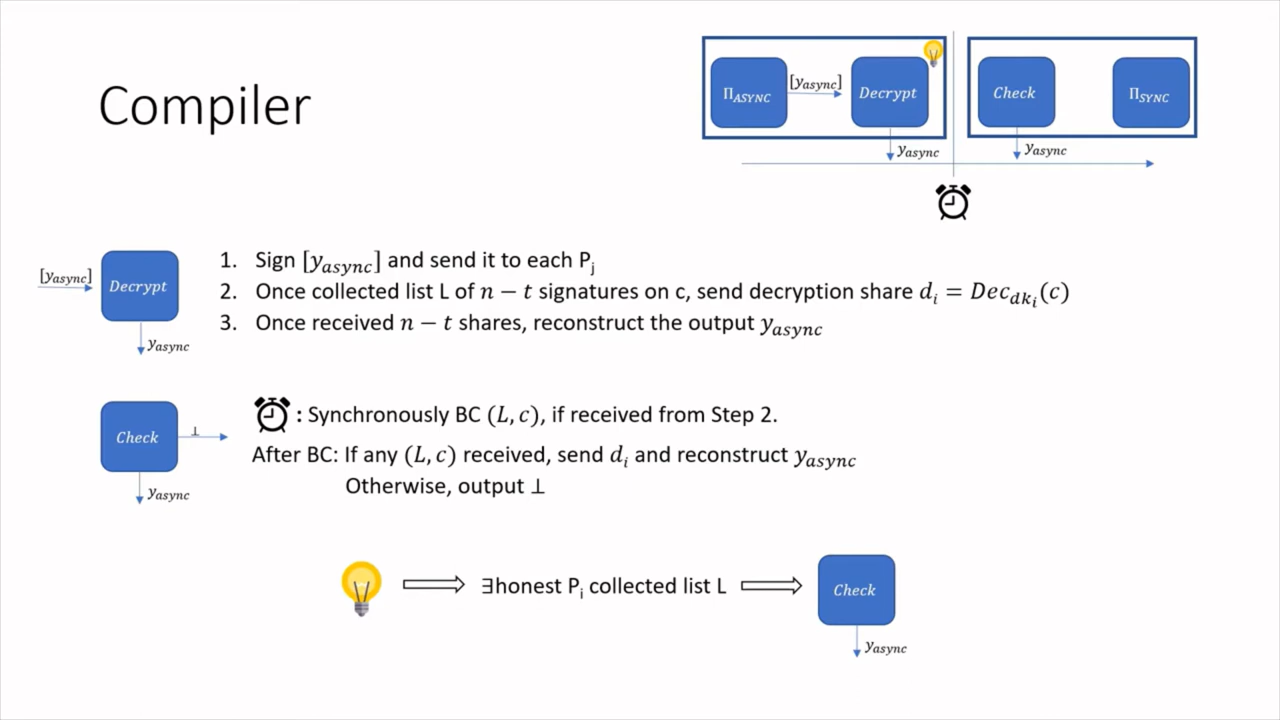 Compiler
Π_ASYNC
[y_async]
Decrypt
y_async
Check
y_async
Π_SYNC
[y_async]
Decrypt
y_async
1. Sign [y_async] and send it to each P_j
2. Once collected list L of n − t signatures on c, send decryption share d_i = Dec_{dk_i}(c)
3. Once received n − t shares, reconstruct the output y_async
Check
⊥
y_async
: Synchronously BC (L, c), if received from Step 2.
After BC: If any (L, c) received, send d_i and reconstruct y_async
Otherwise, output ⊥
∃honest P_i collected list L
Check
y_async